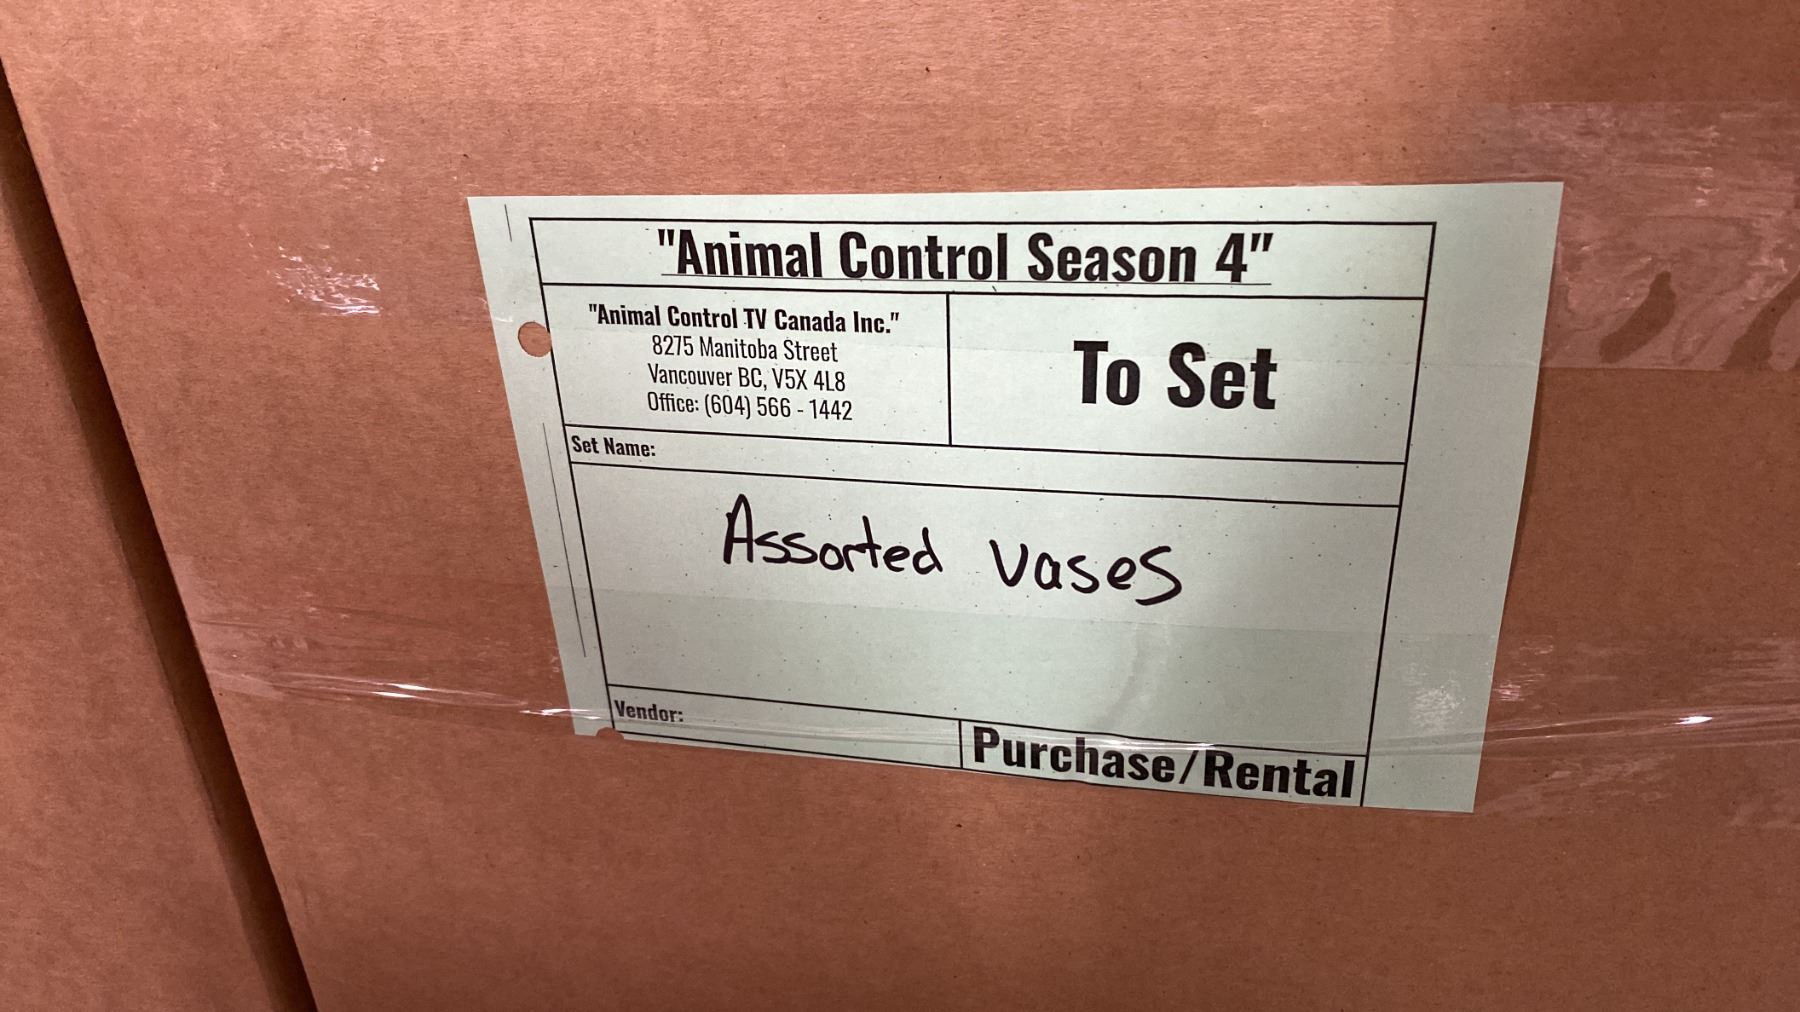 "Animal Control Season 4"
"Animal Control TV Canada Inc."
8275 Manitoba Street
Vancouver BC, V5X 4L8
Office: (604) 566 - 1442
To Set
Set Name:
Assorted vases
Vendor:
Purchase/Rental